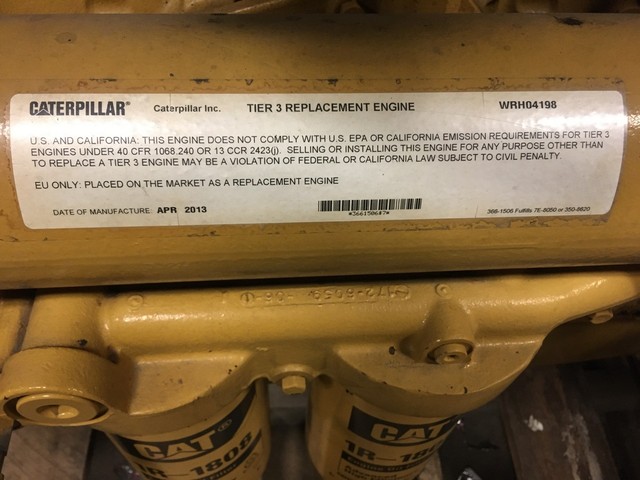 CATERPILLAR® Caterpillar Inc. TIER 3 REPLACEMENT ENGINE WRH04198
U.S. AND CALIFORNIA: THIS ENGINE DOES NOT COMPLY WITH U.S. EPA OR CALIFORNIA EMISSION REQUIREMENTS FOR TIER 3
ENGINES UNDER 40 CFR 1068.240 OR 13 CCR 2423(j). SELLING OR INSTALLING THIS ENGINE FOR ANY PURPOSE OTHER THAN
TO REPLACE A TIER 3 ENGINE MAY BE A VIOLATION OF FEDERAL OR CALIFORNIA LAW SUBJECT TO CIVIL PENALTY.
EU ONLY: PLACED ON THE MARKET AS A REPLACEMENT ENGINE
DATE OF MANUFACTURE: APR 2013 *3661506#7* 366-1506 Fulfills 7E-8050 or 350-8620
CAT® CAT
1R-1808 1R-180